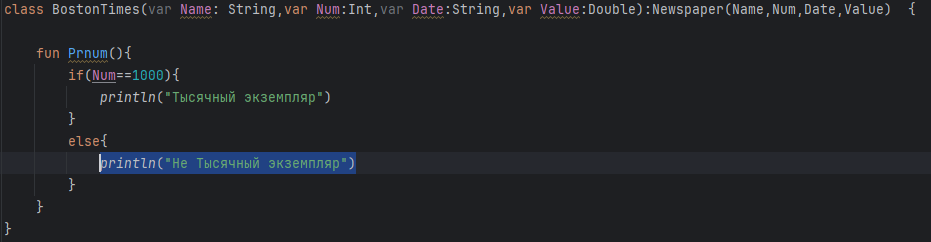 class BostonTimes(var Name: String,var Num:Int,var Date:String,var Value:Double):Newspaper(Name,Num,Date,Value)  {
fun Prnum(){
if(Num==1000){
println("Тысячный экземпляр")
}
else{
println("Не Тысячный экземпляр")
}
}
}